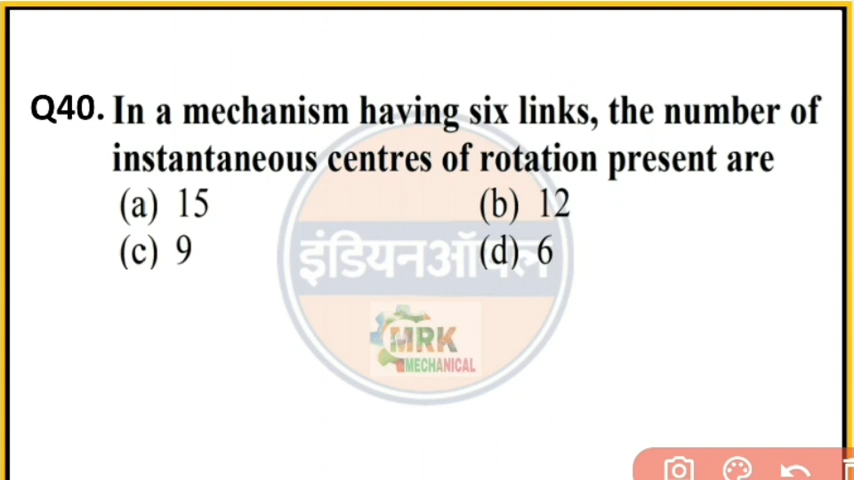 Q40. In a mechanism having six links, the number of
instantaneous centres of rotation present are
(a) 15 (b) 12
(c) 9 (d) 6
इंडियनऑयल
MRK
MECHANICAL